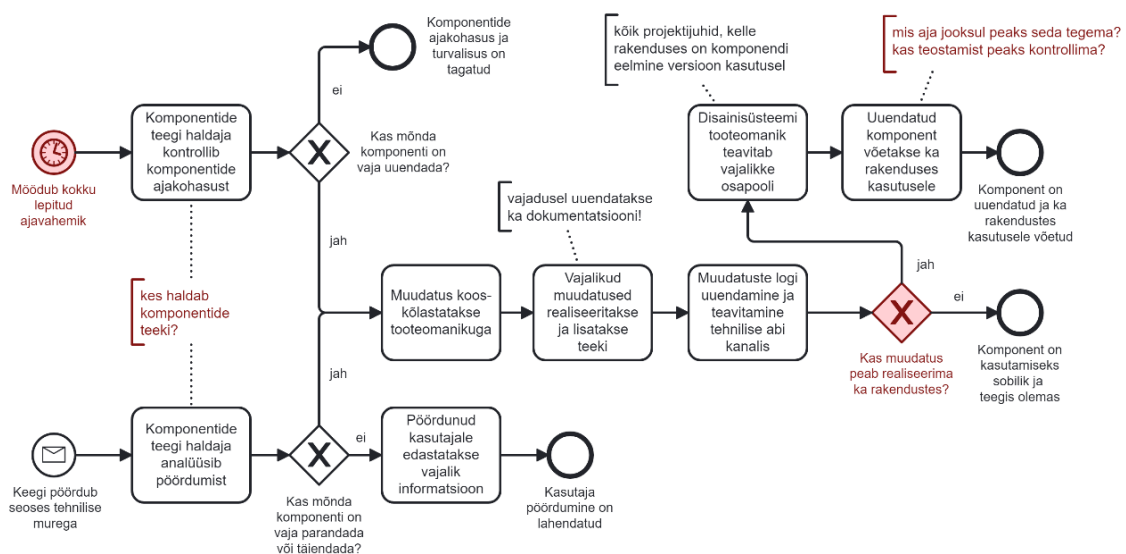 Komponentide
ajakohasus ja
turvalisus on
tagatud
kõik projektijuhid, kelle
rakenduses on komponendi
eelmine versioon kasutusel
mis aja jooksul peaks seda tegema?
kas teostamist peaks kontrollima?
ei
Möödub kokku
lepitud
ajavahemik
Komponentide
teegi haldaja
kontrollib
komponentide
ajakohasust
Kas mõnda
komponenti on
vaja uuendada?
Disainisüsteemi
tooteomanik
teavitab
vajalikke
osapooli
Uuendatud
komponent
võetakse ka
rakenduses
kasutusele
Komponent on
uuendatud ja ka
rakendustes
kasutusele võetud
vajadusel uuendatakse
ka dokumentatsiooni!
jah
kes haldab
komponentide
teeki?
Muudatus koos-
kõlastatakse
tooteomanikuga
Vajalikud
muudatused
realiseeritakse
ja lisatakse
teeki
Muudatuste logi
uuendamine ja
teavitamine
tehnilise abi
kanalis
jah
ei
Kas muudatus
peab realiseerima
ka rakendustes?
Komponent on
kasutamiseks
sobilik ja
teegis olemas
jah
Keegi pöördub
seoses tehnilise
murega
Komponentide
teegi haldaja
analüüsib
pöördumist
Kas mõnda
komponenti on
vaja parandada
või täiendada?
ei
Pöördunud
kasutajale
edastatakse
vajalik
informatsioon
Kasutaja
pöördumine on
lahendatud